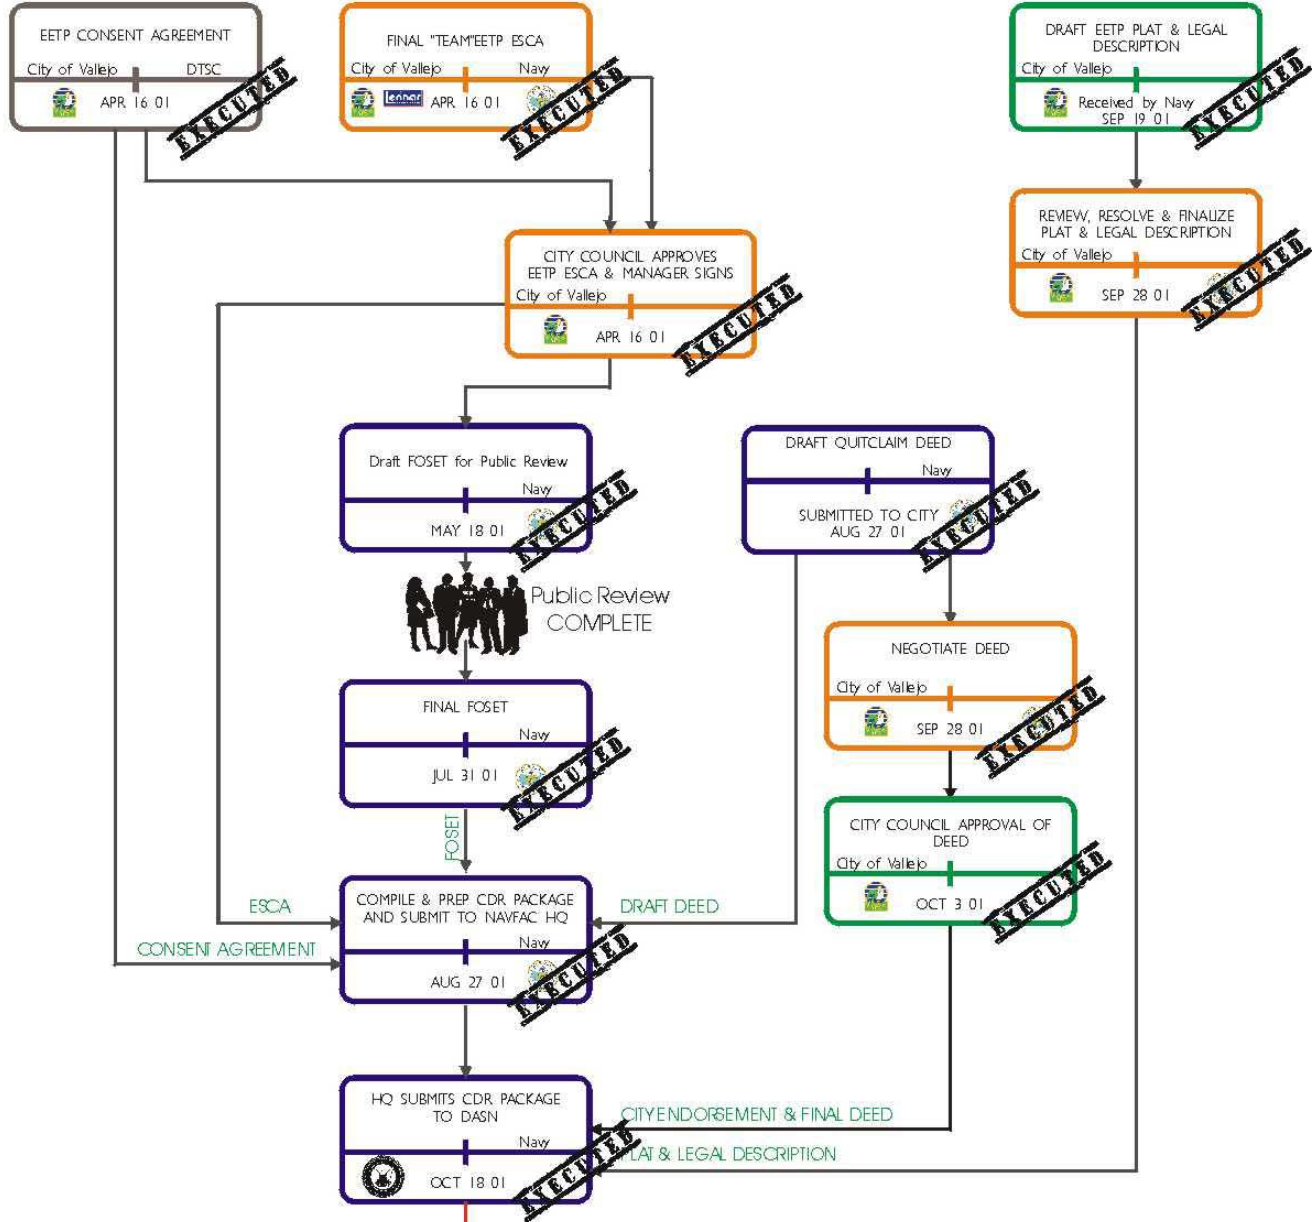 EETP CONSENT AGREEMENT
City of Vallejo DTSC
APR 16 01
EXECUTED
FINAL "TEAM"EETP ESCA
City of Vallejo Navy
Lennar APR 16 01
EXECUTED
DRAFT EETP PLAT & LEGAL
DESCRIPTION
City of Vallejo
Received by Navy
SEP 19 01
EXECUTED
REVIEW, RESOLVE & FINALIZE
PLAT & LEGAL DESCRIPTION
City of Vallejo
SEP 28 01
EXECUTED
CITY COUNCIL APPROVES
EETP ESCA & MANAGER SIGNS
City of Vallejo
APR 16 01
EXECUTED
Draft FOSET for Public Review
Navy
MAY 18 01
EXECUTED
DRAFT QUITCLAIM DEED
Navy
SUBMITTED TO CITY
AUG 27 01
EXECUTED
Public Review
COMPLETE
NEGOTIATE DEED
City of Vallejo
SEP 28 01
EXECUTED
FINAL FOSET
Navy
JUL 31 01
EXECUTED
FOSET
CITY COUNCIL APPROVAL OF
DEED
City of Vallejo
OCT 3 01
EXECUTED
ESCA
CONSENT AGREEMENT
DRAFT DEED
COMPILE & PREP CDR PACKAGE
AND SUBMIT TO NAVFAC HQ
Navy
AUG 27 01
EXECUTED
HQ SUBMITS CDR PACKAGE
TO DASN
Navy
OCT 18 01
EXECUTED
CITY ENDORSEMENT & FINAL DEED
PLAT & LEGAL DESCRIPTION